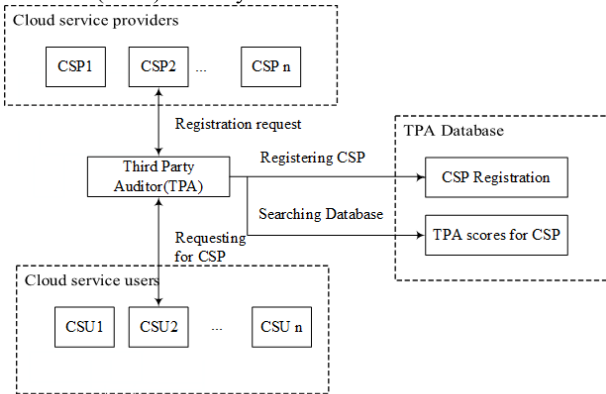 Cloud service providers
CSP1 CSP2 ... CSP n
Registration request
TPA Database
Third Party
Auditor(TPA)
Registering CSP
CSP Registration
Searching Database
TPA scores for CSP
Requesting
for CSP
Cloud service users
CSU1 CSU2 ... CSU n